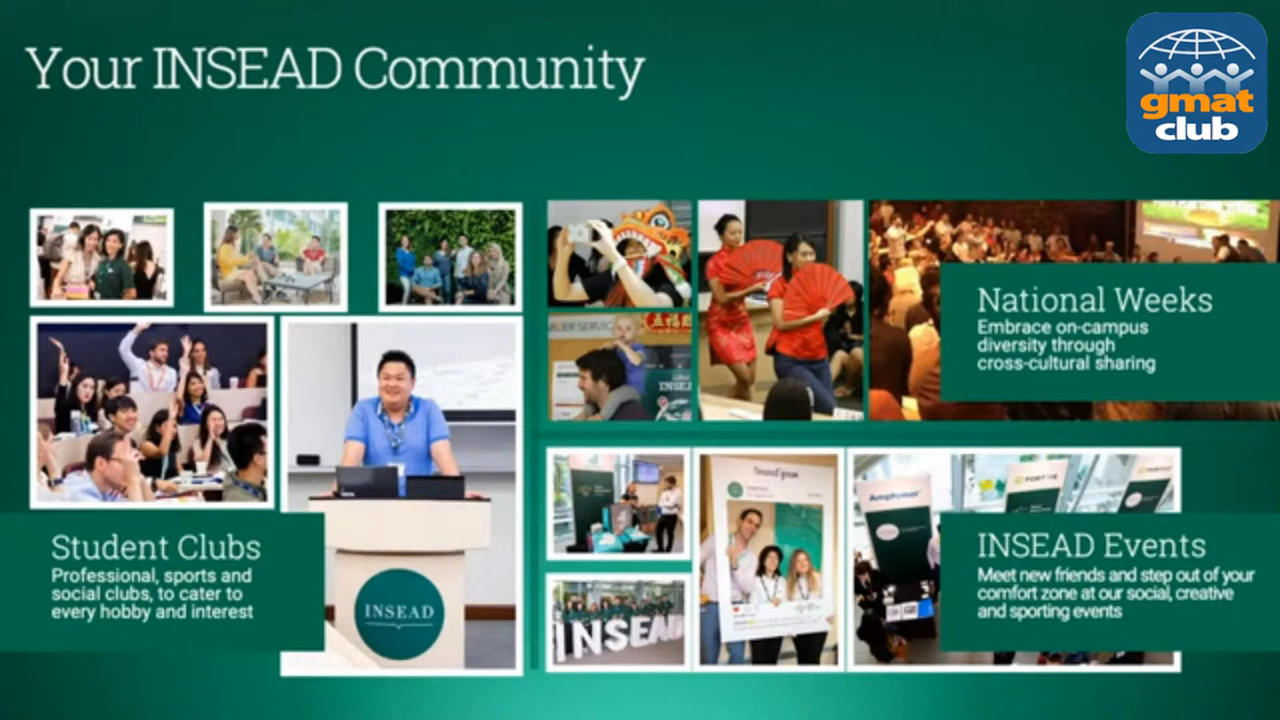 Your INSEAD Community
gmat
club
National Weeks
Embrace on-campus
diversity through
cross-cultural sharing
Student Clubs
Professional, sports and
social clubs, to cater to
every hobby and interest
INSEAD
INSEAD
Amphenol
INSEAD Events
Meet new friends and step out of your
comfort zone at our social, creative
and sporting events